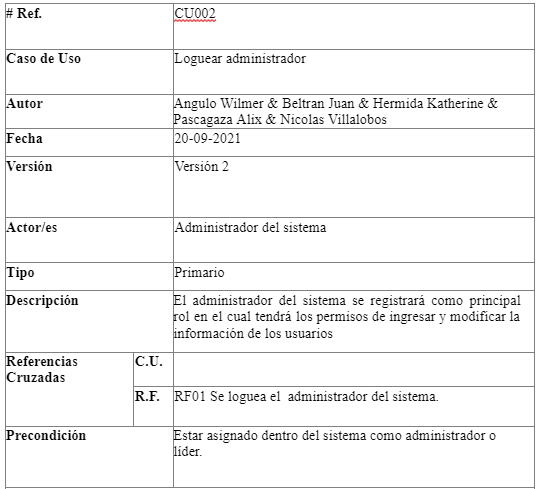 # Ref. CU002
Caso de Uso Loguear administrador
Autor Angulo Wilmer & Beltran Juan & Hermida Katherine &
Pascagaza Alix & Nicolas Villalobos
Fecha 20-09-2021
Versión Versión 2
Actor/es Administrador del sistema
Tipo Primario
Descripción El administrador del sistema se registrará como principal
rol en el cual tendrá los permisos de ingresar y modificar la
información de los usuarios
Referencias C.U.
Cruzadas
R.F. RF01 Se loguea el administrador del sistema.
Precondición Estar asignado dentro del sistema como administrador o
líder.